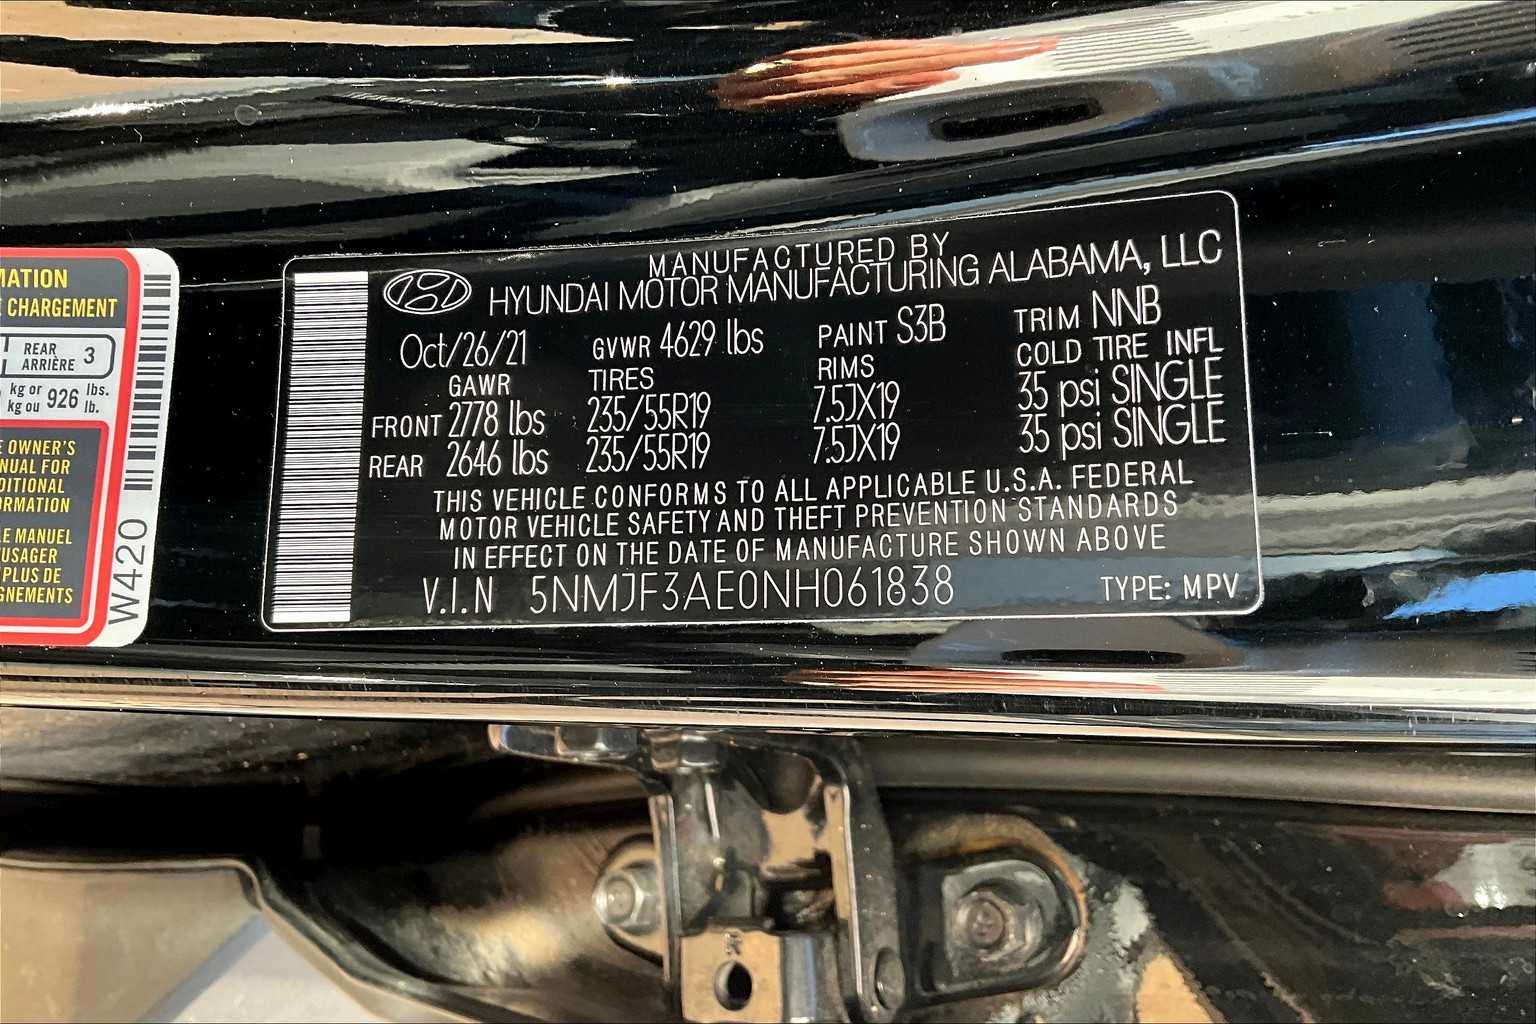 MATION
E CHARGEMENT
REAR
ARRIÈRE 3
kg or 926 lbs.
kg ou lb.
E OWNER'S
NUAL FOR
DITIONAL
ORMATION
E MANUEL
USAGER
PLUS DE
GNEMENTS
W420
MANUFACTURED BY
HYUNDAI MOTOR MANUFACTURING ALABAMA, LLC
Oct/26/21 GVWR 4629 lbs PAINT S3B TRIM NNB
GAWR TIRES RIMS COLD TIRE INFL
FRONT 2778 lbs 235/55R19 7.5JX19 35 psi SINGLE
REAR 2646 lbs 235/55R19 7.5JX19 35 psi SINGLE
THIS VEHICLE CONFORMS TO ALL APPLICABLE U.S.A. FEDERAL
MOTOR VEHICLE SAFETY AND THEFT PREVENTION STANDARDS
IN EFFECT ON THE DATE OF MANUFACTURE SHOWN ABOVE
V.I.N 5NMJF3AE0NH061838 TYPE: MPV